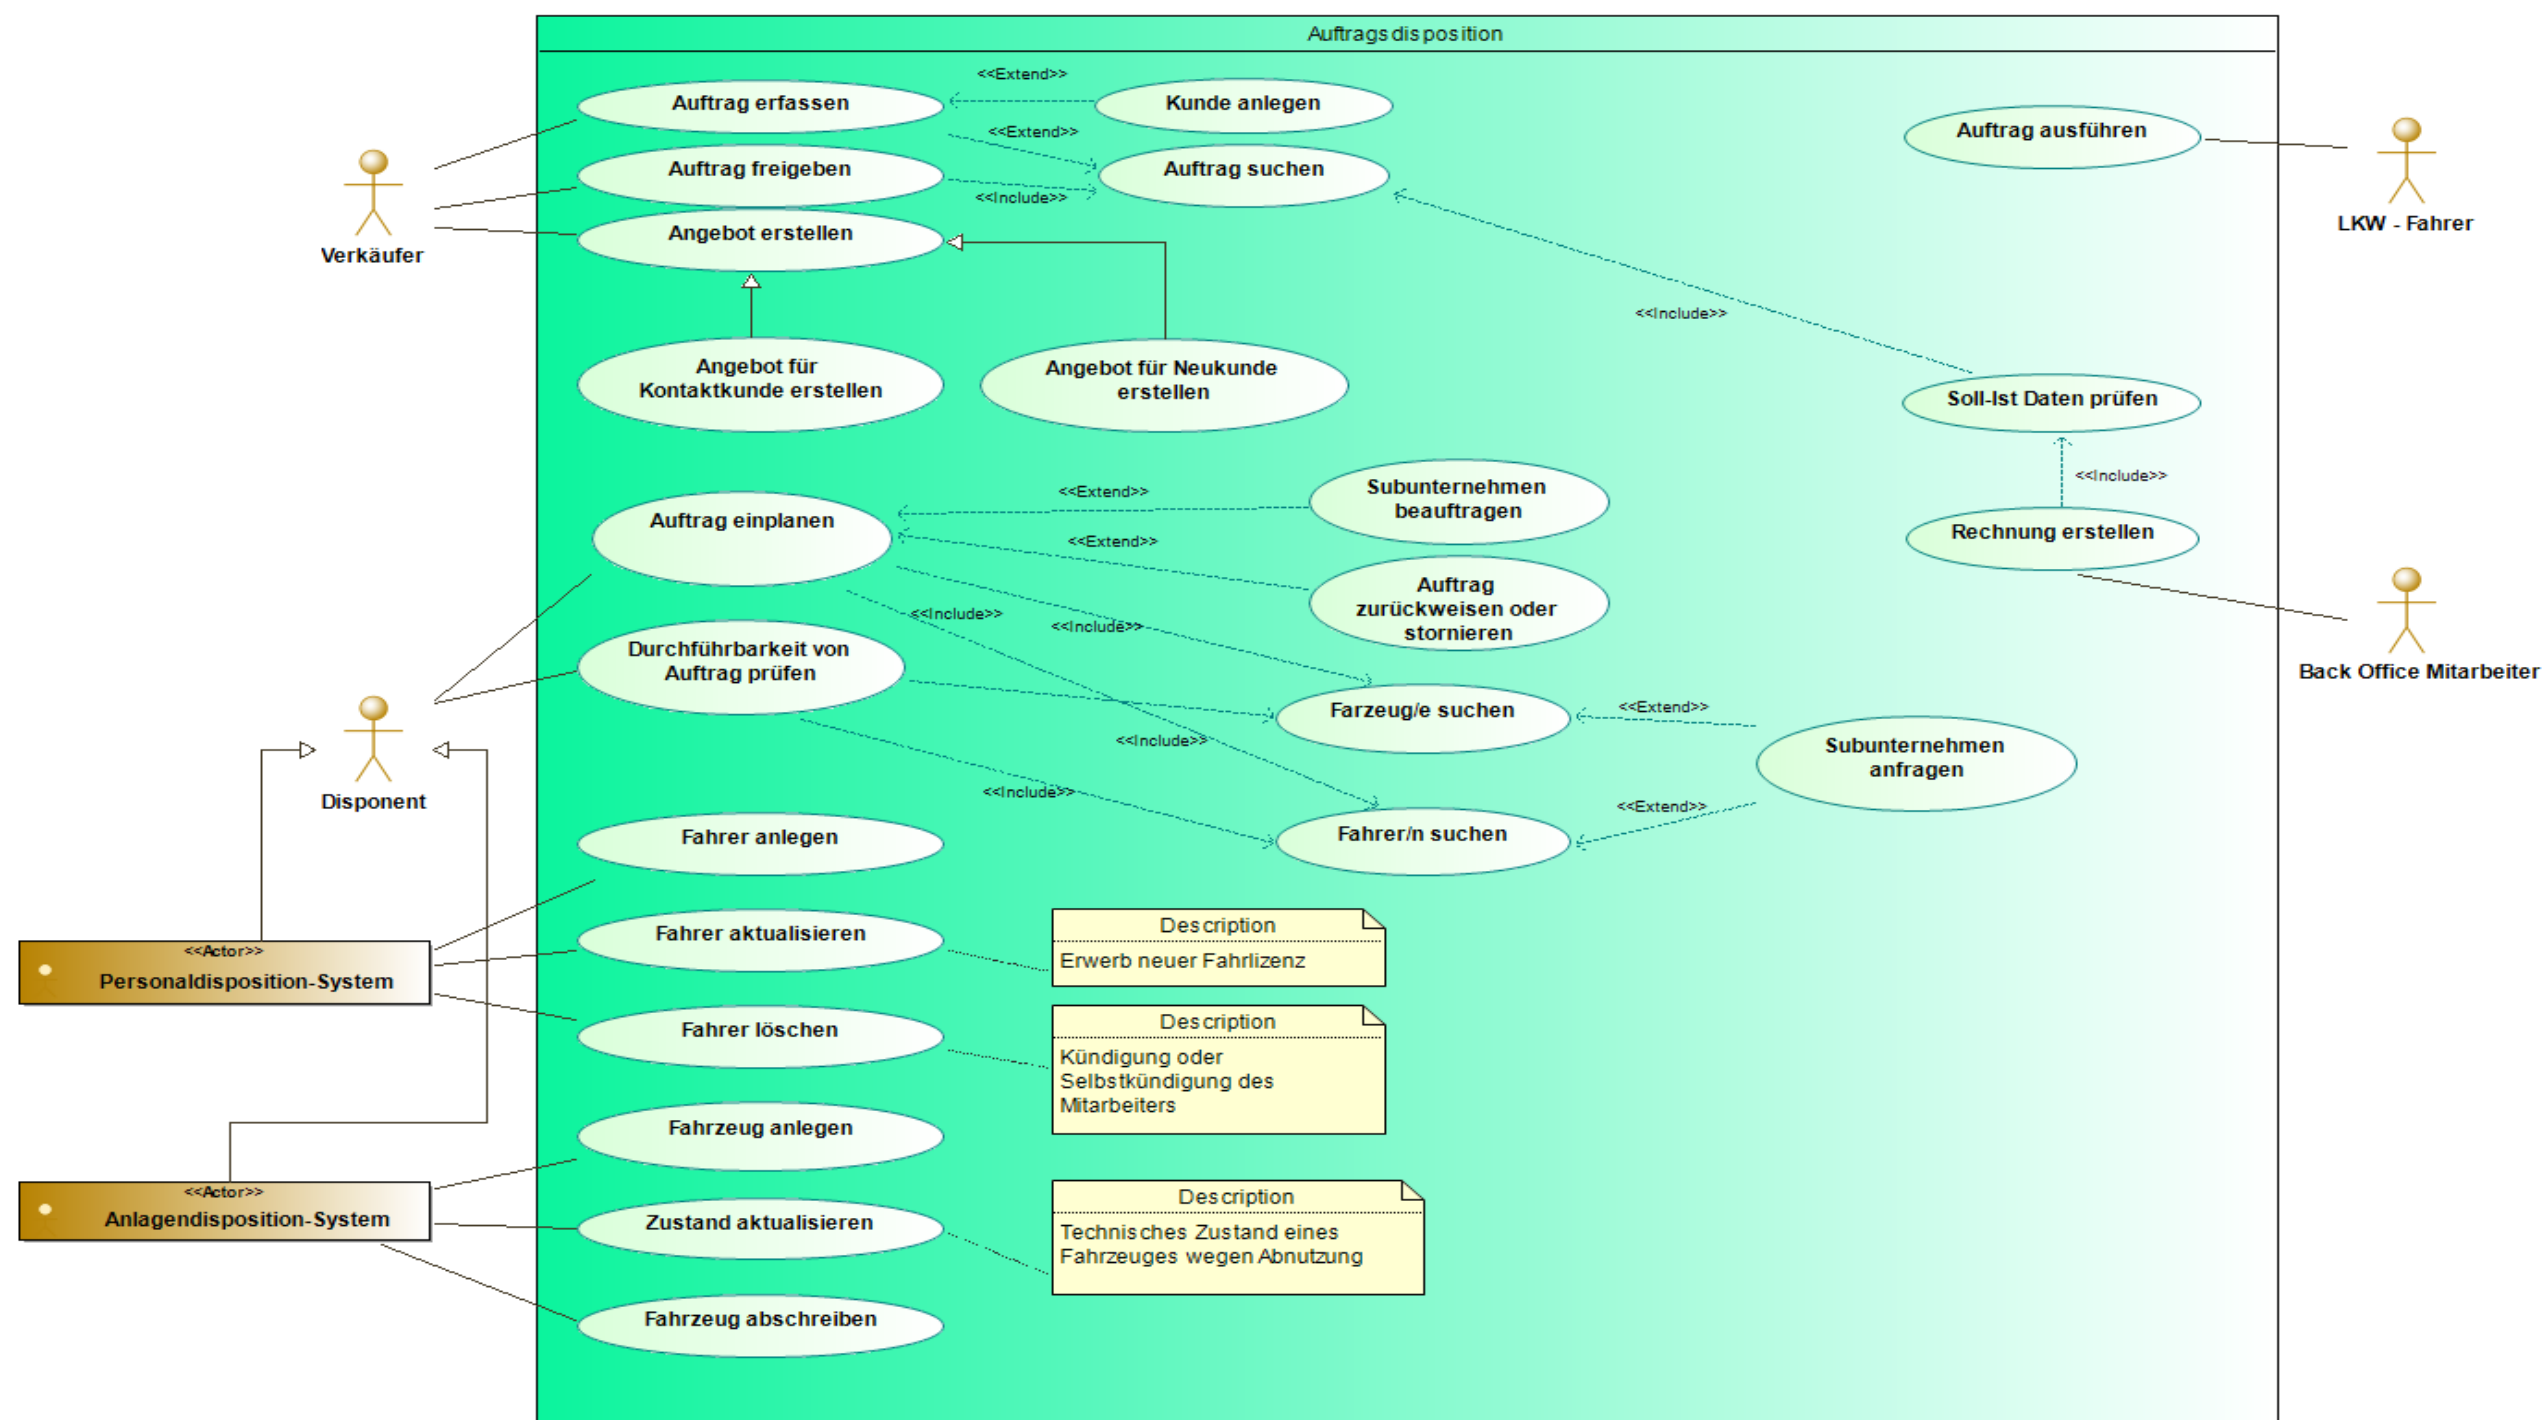 Auftragsdisposition
<<Extend>>
Auftrag erfassen
Kunde anlegen
<<Extend>>
Auftrag ausführen
Auftrag freigeben
Auftrag suchen
<<Include>>
Verkäufer
Angebot erstellen
LKW - Fahrer
<<Include>>
Angebot für
Kontaktkunde erstellen
Angebot für Neukunde
erstellen
Soll-Ist Daten prüfen
<<Include>>
<<Extend>>
Subunternehmen
beauftragen
Auftrag einplanen
Rechnung erstellen
<<Extend>>
Auftrag
zurückweisen oder
stornieren
<<Include>>
<<Include>>
Durchführbarkeit von
Auftrag prüfen
Back Office Mitarbeiter
Farzeug/e suchen
<<Extend>>
<<Include>>
Subunternehmen
anfragen
Disponent
<<Include>>
<<Extend>>
Fahrer anlegen
Fahrer/n suchen
<<Actor>>
Personaldisposition-System
Fahrer aktualisieren
Description
Erwerb neuer Fahrlizenz
Fahrer löschen
Description
Kündigung oder
Selbstkündigung des
Mitarbeiters
Fahrzeug anlegen
<<Actor>>
Anlagendisposition-System
Zustand aktualisieren
Description
Technisches Zustand eines
Fahrzeuges wegen Abnutzung
Fahrzeug abschreiben